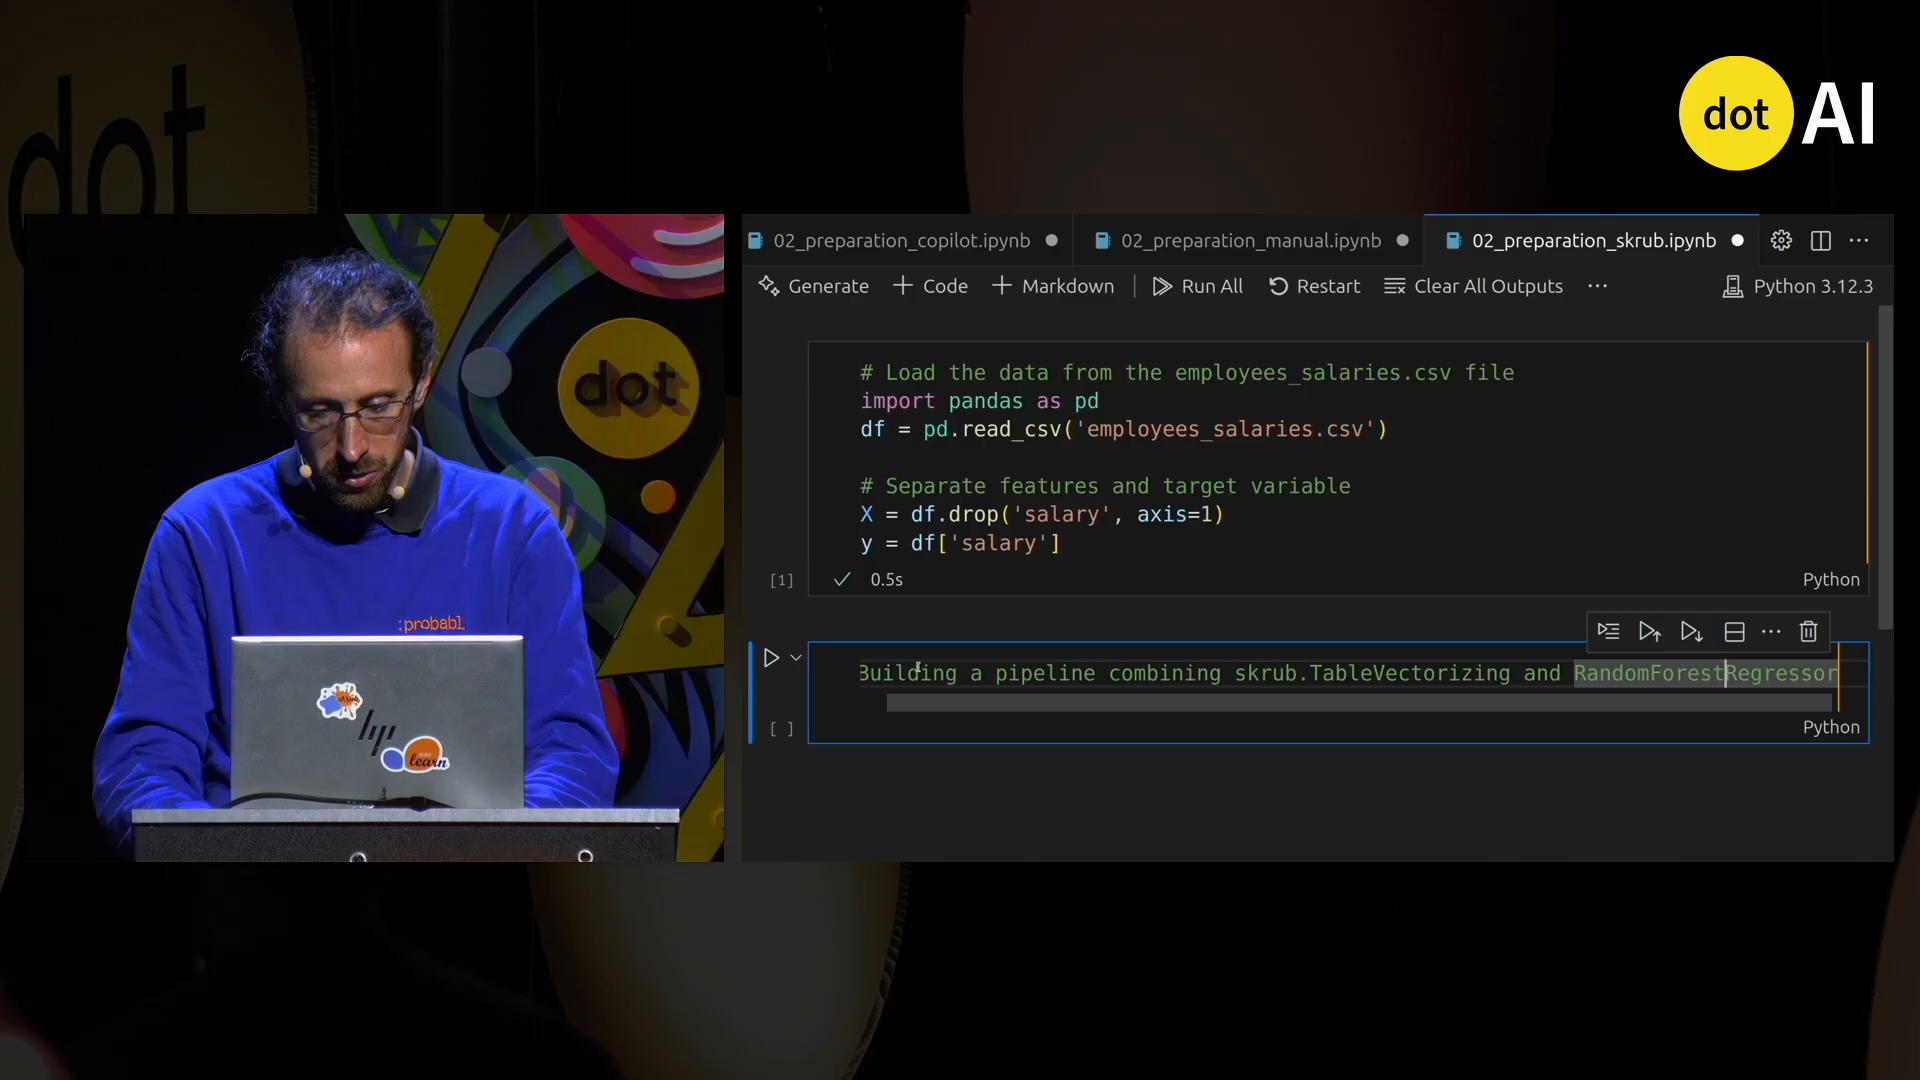 dot
dot AI
02_preparation_copilot.ipynb
02_preparation_manual.ipynb
02_preparation_skrub.ipynb
Generate
Code
Markdown
Run All
Restart
Clear All Outputs
Python 3.12.3
# Load the data from the employees_salaries.csv file
import pandas as pd
df = pd.read_csv('employees_salaries.csv')
# Separate features and target variable
X = df.drop('salary', axis=1)
y = df['salary']
[1]
0.5s
Python
Building a pipeline combining skrub.TableVectorizing and RandomForestRegressor
[ ]
Python
dot
:probabl
hp
learn